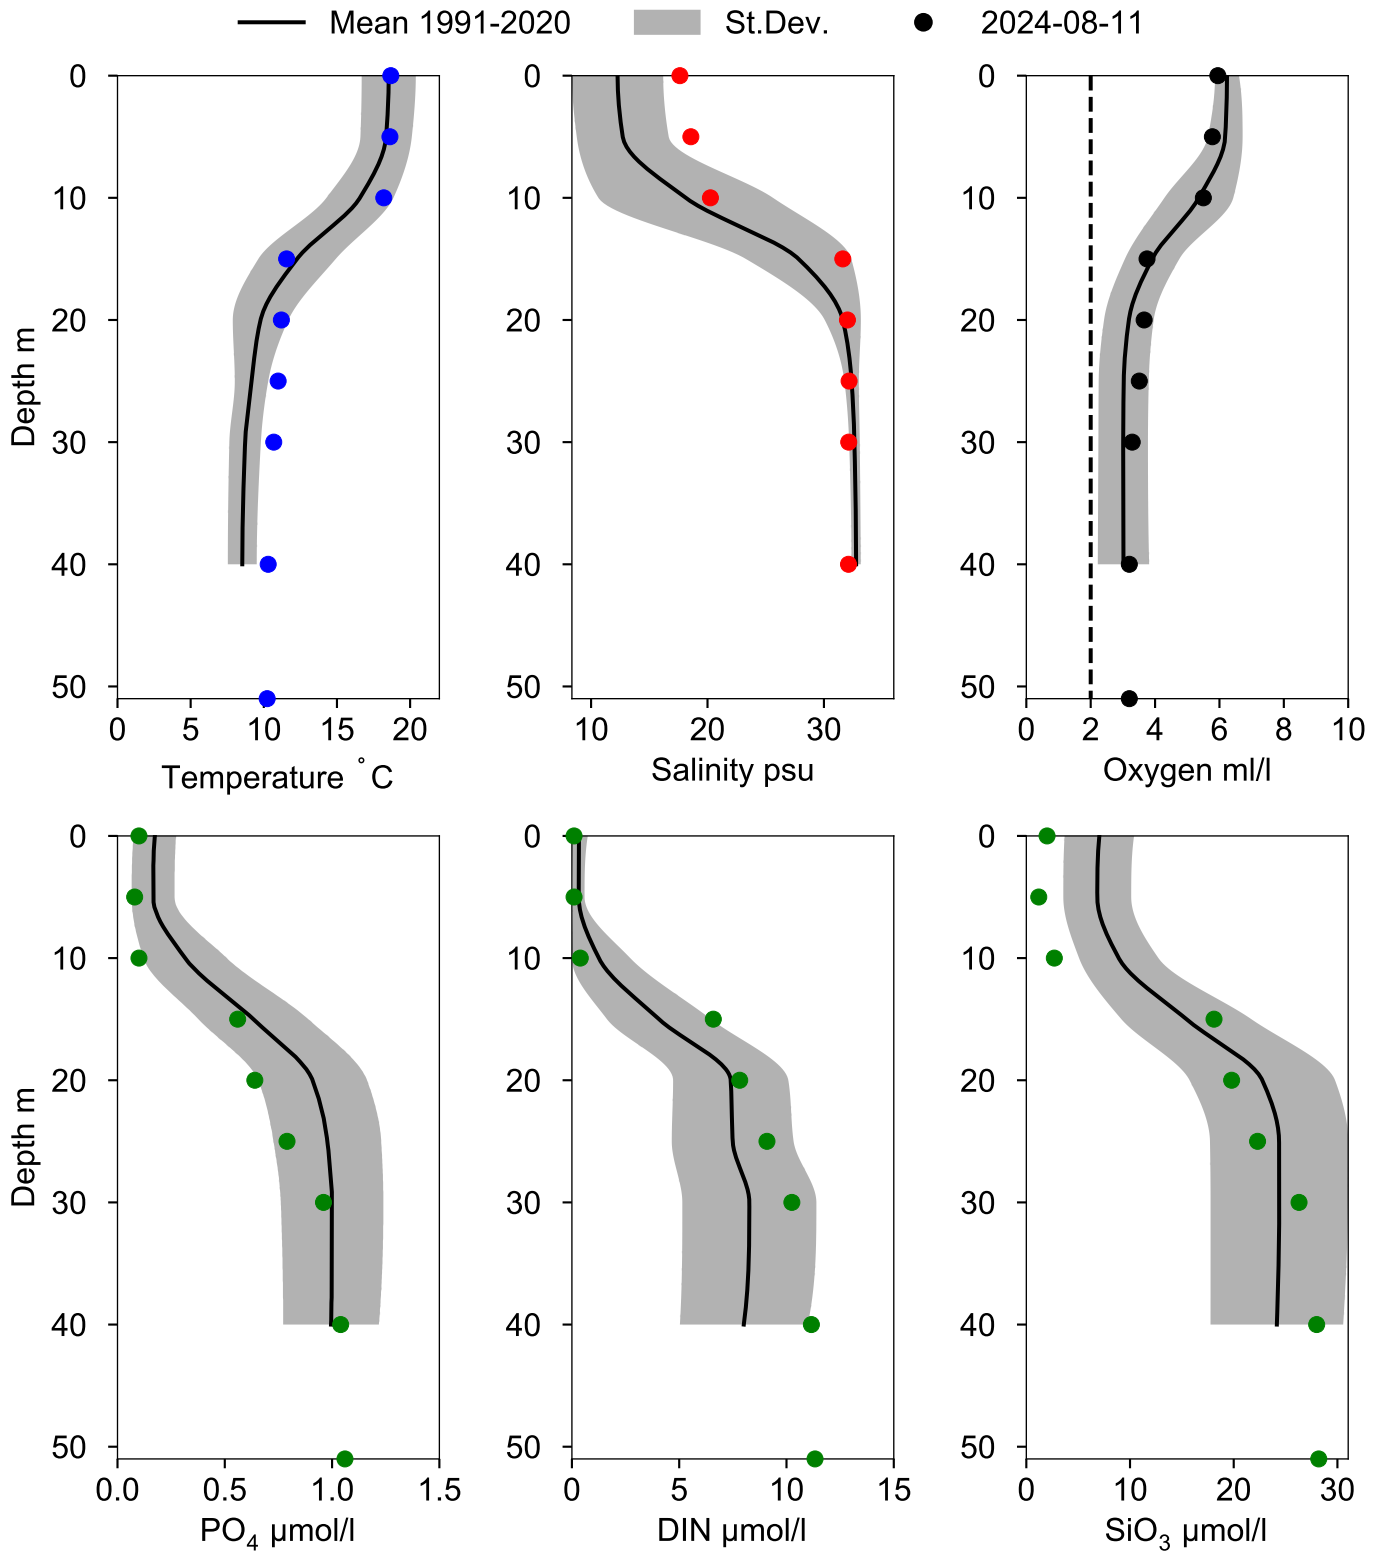 Mean 1991-2020 St.Dev. 2024-08-11
0 0 0
10 10 10
20 20 20
30 30 30
40 40 40
50 50 50
Depth m
0 5 10 15 20 10 20 30 0 2 4 6 8 10
Temperature °C Salinity psu Oxygen ml/l
0 0 0
10 10 10
20 20 20
30 30 30
40 40 40
50 50 50
Depth m
0.0 0.5 1.0 1.5 0 5 10 15 0 10 20 30
PO₄ µmol/l DIN µmol/l SiO₃ µmol/l